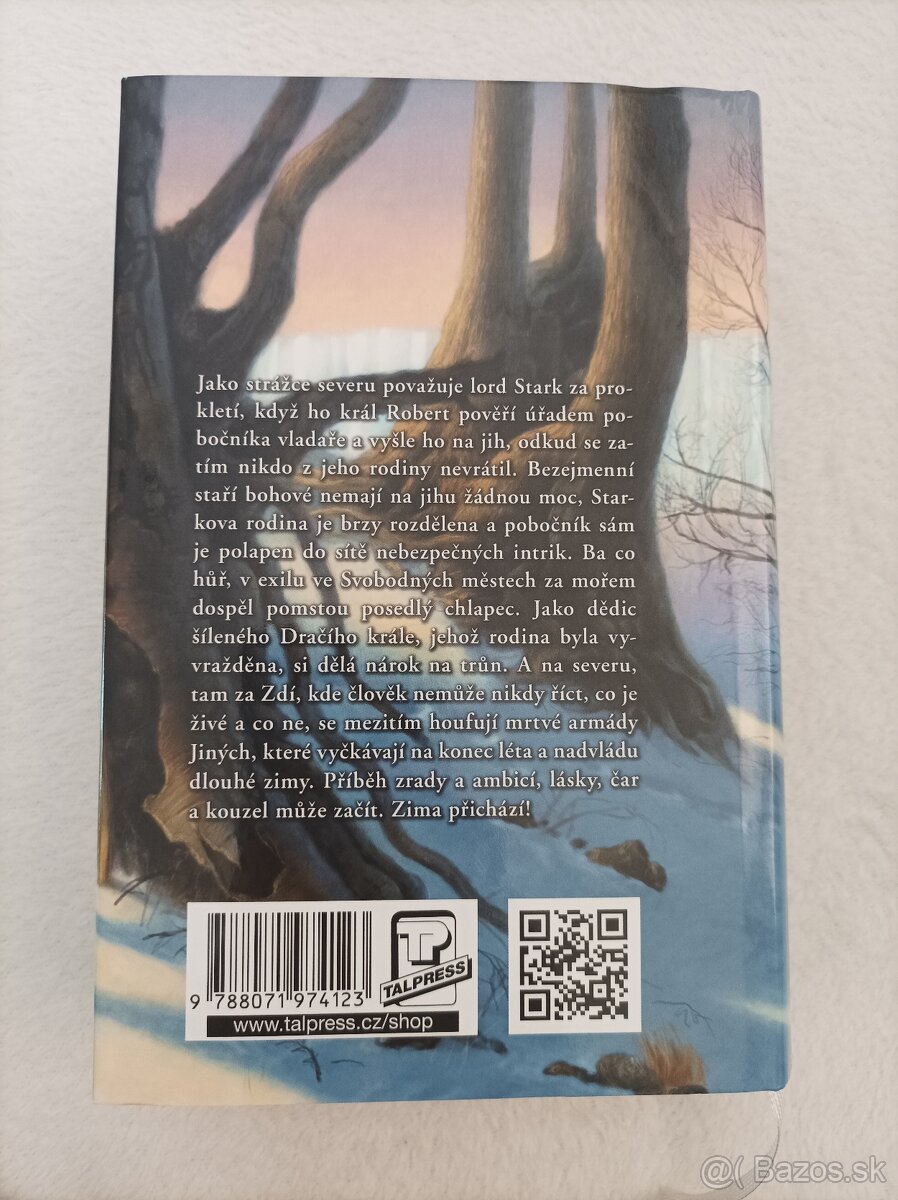 Jako strážce severu považuje lord Stark za pro-
kletí, když ho král Robert pověří úřadem po-
bočníka vladaře a vyšle ho na jih, odkud se za-
tím nikdo z jeho rodiny nevrátil. Bezejmenní
staří bohové nemají na jihu žádnou moc, Star-
kova rodina je brzy rozdělena a pobočník sám
je polapen do sítě nebezpečných intrik. Ba co
hůř, v exilu ve Svobodných městech za mořem
dospěl pomstou posedlý chlapec. Jako dědic
šíleného Dračího krále, jehož rodina byla vy-
vražděna, si dělá nárok na trůn. A na severu,
tam za Zdí, kde člověk nemůže nikdy říct, co je
živé a co ne, se mezitím houfují mrtvé armády
Jiných, které vyčkávají na konec léta a nadvládu
dlouhé zimy. Příběh zrady a ambicí, lásky, čar
a kouzel může začít. Zima přichází!
TP
TALPRESS
9 788071 974123
www.talpress.cz/shop
@( Bazos.sk